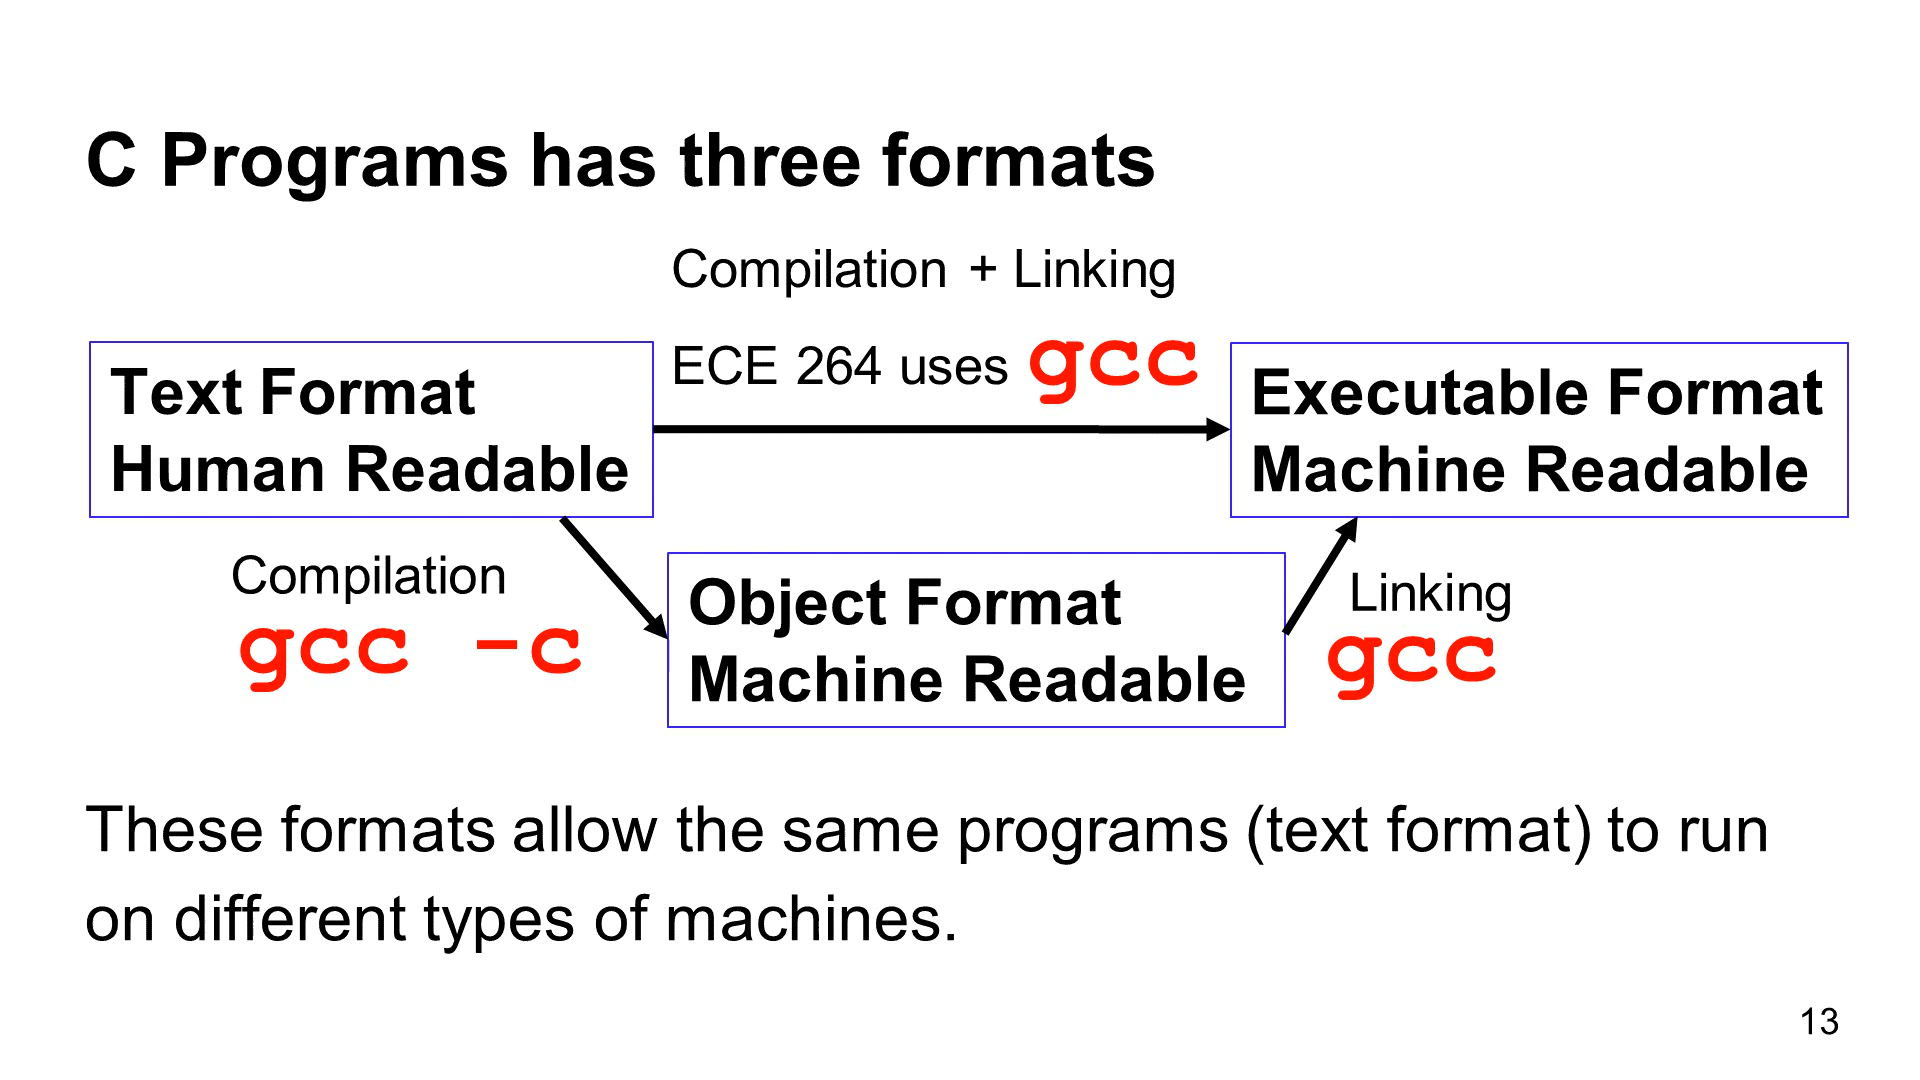 C Programs has three formats
Compilation + Linking
ECE 264 uses gcc
Text Format
Human Readable
Executable Format
Machine Readable
Compilation
gcc -c
Object Format
Machine Readable
Linking
gcc
These formats allow the same programs (text format) to run
on different types of machines.
13